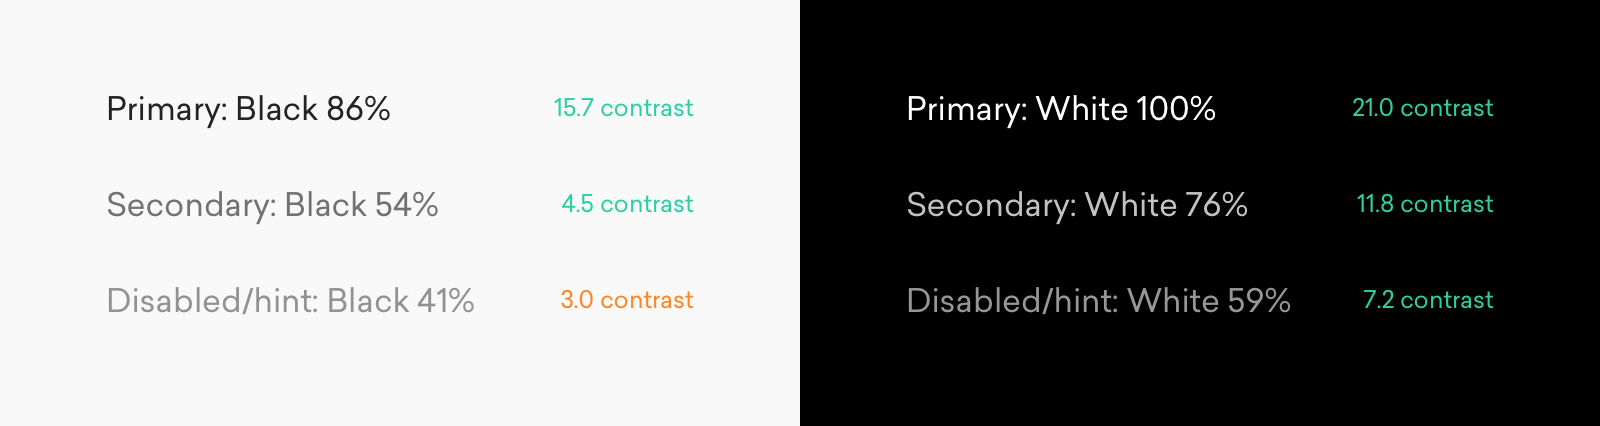 Primary: Black 86%
15.7 contrast
Secondary: Black 54%
4.5 contrast
Disabled/hint: Black 41%
3.0 contrast
Primary: White 100%
21.0 contrast
Secondary: White 76%
11.8 contrast
Disabled/hint: White 59%
7.2 contrast